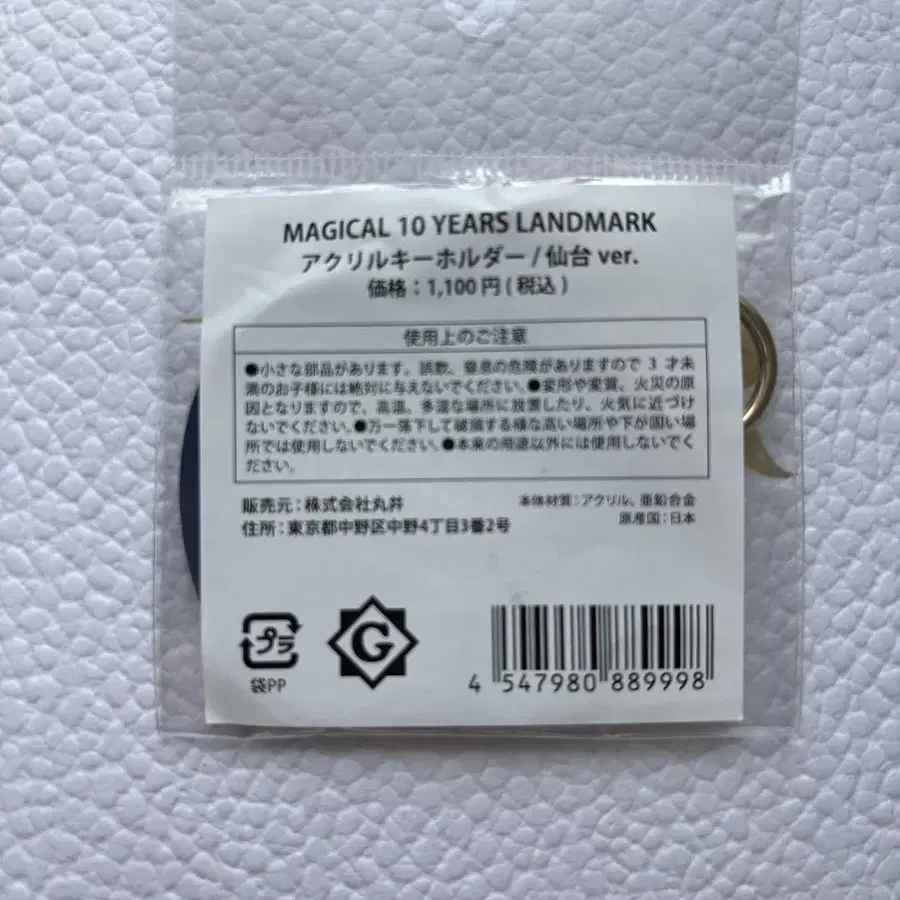 MAGICAL 10 YEARS LANDMARK
アクリルキーホルダー / 仙台 ver.
価格：1,100円(税込)
使用上のご注意
●小さな部品があります。誤飲、窒息の危険がありますので 3 才未
満のお子様には絶対に与えないでください。●変形や変質、火災の原
因となりますので、高温、多湿な場所に放置したり、火気に近づけ
ないでください。●万一落下して破損する様な高い場所や下が固い場
所では使用しないでください。●本来の用途以外には使用しないでく
ださい。
販売元：株式会社丸井
住所：東京都中野区中野4丁目3番2号
本体材質：アクリル、亜鉛合金
原産国：日本
プラ
袋PP
G
4 547980 889998